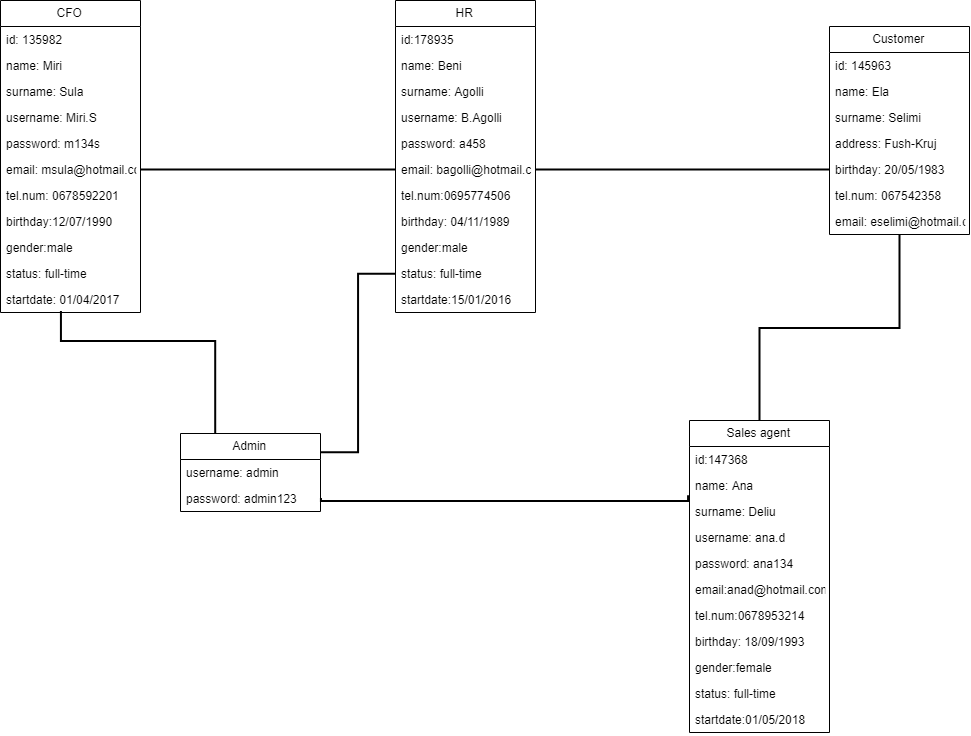 CFO
id: 135982
name: Miri
surname: Sula
username: Miri.S
password: m134s
email: msula@hotmail.cc
tel.num: 0678592201
birthday:12/07/1990
gender:male
status: full-time
startdate: 01/04/2017
HR
id:178935
name: Beni
surname: Agolli
username: B.Agolli
password: a458
email: bagolli@hotmail.c
tel.num:0695774506
birthday: 04/11/1989
gender:male
status: full-time
startdate:15/01/2016
Customer
id: 145963
name: Ela
surname: Selimi
address: Fush-Kruj
birthday: 20/05/1983
tel.num: 067542358
email: eselimi@hotmail.c
Admin
username: admin
password: admin123
Sales agent
id:147368
name: Ana
surname: Deliu
username: ana.d
password: ana134
email:anad@hotmail.com
tel.num:0678953214
birthday: 18/09/1993
gender:female
status: full-time
startdate:01/05/2018